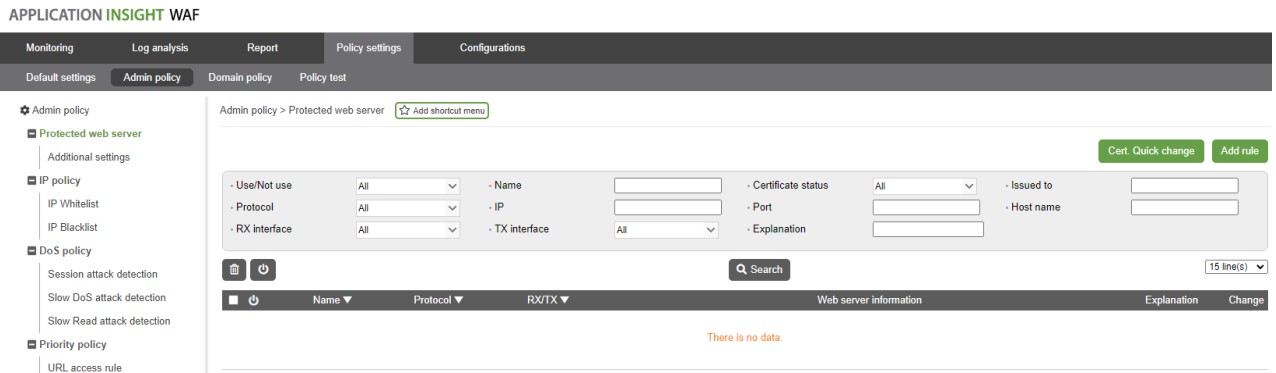 APPLICATION INSIGHT WAF
Monitoring Log analysis Report Policy settings Configurations
Default settings Admin policy Domain policy Policy test
Admin policy
Protected web server
Additional settings
IP policy
IP Whitelist
IP Blacklist
DoS policy
Session attack detection
Slow DoS attack detection
Slow Read attack detection
Priority policy
URL access rule
Admin policy > Protected web server Add shortcut menu
Cert. Quick change Add rule
Use/Not use All Name Certificate status All Issued to
Protocol All IP Port Host name
RX interface All TX interface All Explanation
Search 15 line(s)
Name Protocol RX/TX Web server information Explanation Change
There is no data.